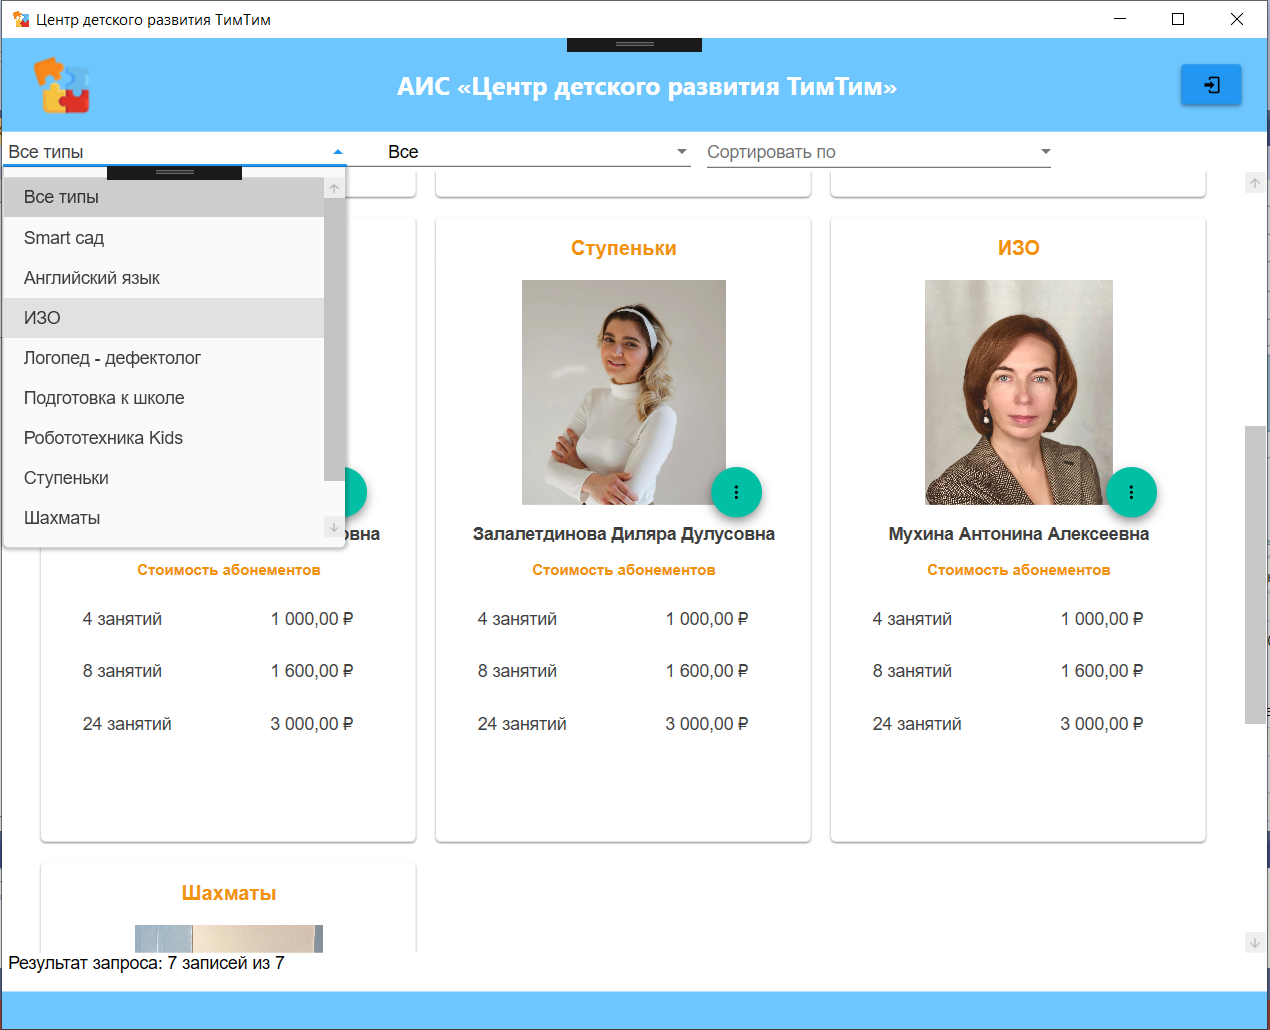 Центр детского развития ТимТим
АИС «Центр детского развития ТимТим»
Все типы
Все
Сортировать по
Все типы
Smart сад
Английский язык
ИЗО
Логопед - дефектолог
Подготовка к школе
Робототехника Kids
Ступеньки
Шахматы
Стоимость абонементов
4 занятий 1 000,00 ₽
8 занятий 1 600,00 ₽
24 занятий 3 000,00 ₽
Ступеньки
Залалетдинова Диляра Дулусовна
Стоимость абонементов
4 занятий 1 000,00 ₽
8 занятий 1 600,00 ₽
24 занятий 3 000,00 ₽
ИЗО
Мухина Антонина Алексеевна
Стоимость абонементов
4 занятий 1 000,00 ₽
8 занятий 1 600,00 ₽
24 занятий 3 000,00 ₽
Шахматы
Результат запроса: 7 записей из 7